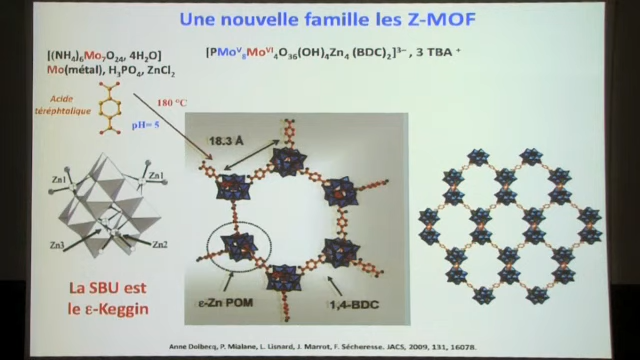 Une nouvelle famille les Z-MOF
[(NH4)6Mo7O24, 4H2O]
Mo(métal), H3PO4, ZnCl2
[PMoV8MoVI4O36(OH)4Zn4 (BDC)2]3−, 3 TBA +
Acide
téréphtalique
180 °C
pH= 5
18.3 Å
Zn1
Zn1
Zn3
Zn2
ε-Zn POM
1,4-BDC
La SBU est
le ε-Keggin
Anne Dolbecq, P. Mialane, L. Lisnard, J. Marrot, F. Sécheresse. JACS, 2009, 131, 16078.